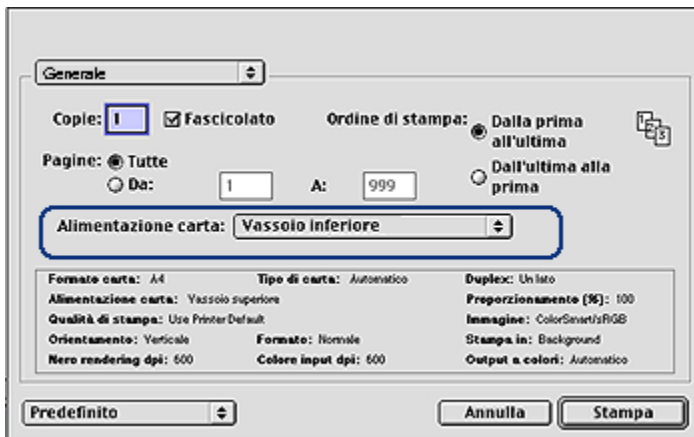 Generale
Copie: 1 Fascicolato Ordine di stampa: Dalla prima
all'ultima
1 2 3
Pagine: Tutte Dall'ultima alla
prima
Da: 1 A: 999
Alimentazione carta: Vassoio inferiore
Formato carta: A4 Tipo di carta: Automatico Duplex: Un lato
Alimentazione carta: Vassoio superiore Proporzionamento (%): 100
Qualità di stampa: Use Printer Default Immagine: ColorSmart/sRGB
Orientamento: Verticale Formato: Normale Stampa in: Background
Nero rendering dpi: 600 Colore input dpi: 600 Output a colori: Automatico
Predefinito Annulla Stampa